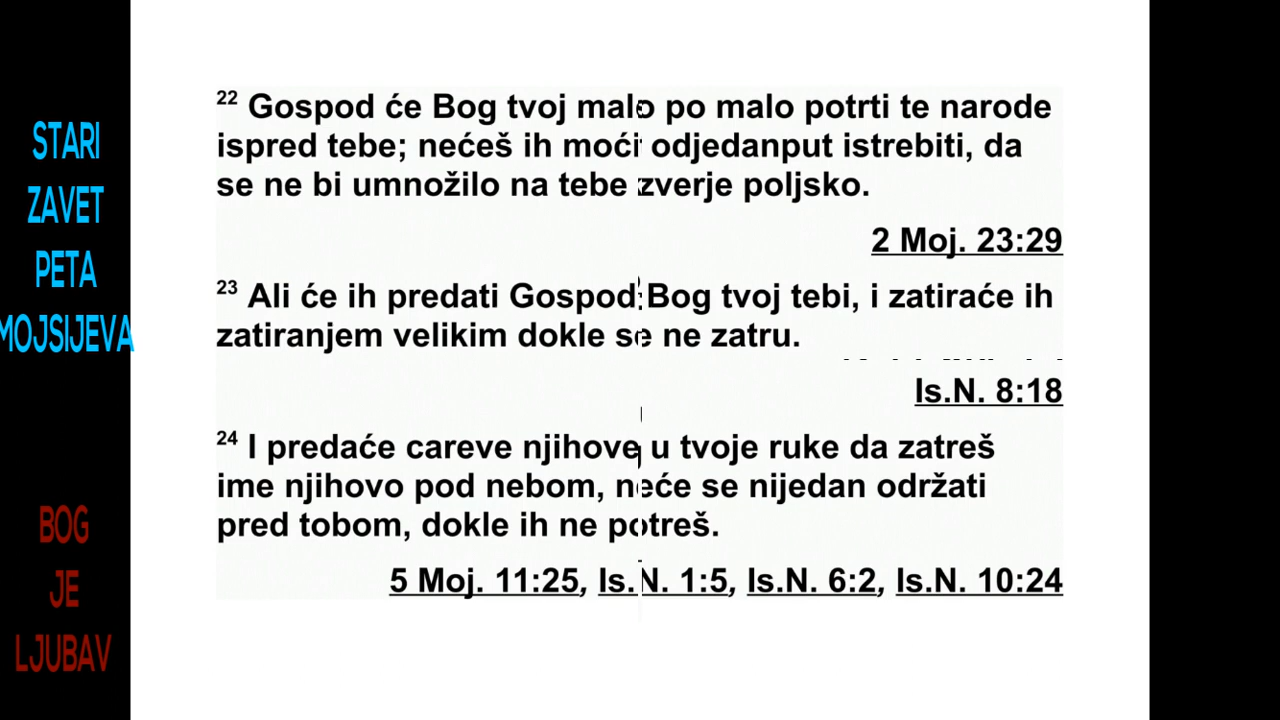 STARI
ZAVET
PETA
MOJSIJEVA
BOG
JE
LJUBAV
22 Gospod će Bog tvoj malo po malo potrti te narode
ispred tebe; nećeš ih moći odjedanput istrebiti, da
se ne bi umnožilo na tebe zverje poljsko.
2 Moj. 23:29
23 Ali će ih predati Gospod Bog tvoj tebi, i zatiraće ih
zatiranjem velikim dokle se ne zatru.
Is.N. 8:18
24 I predaće careve njihove u tvoje ruke da zatreš
ime njihovo pod nebom, neće se nijedan održati
pred tobom, dokle ih ne potreš.
5 Moj. 11:25, Is.N. 1:5, Is.N. 6:2, Is.N. 10:24